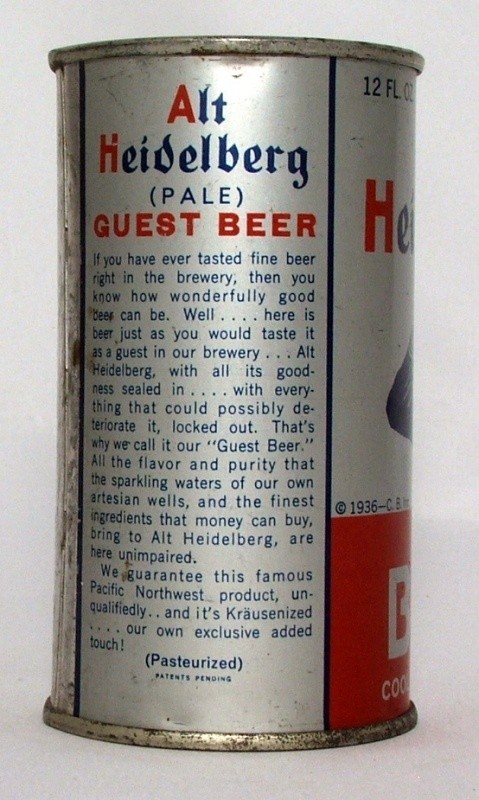 Alt
Heidelberg
(PALE)
GUEST BEER
If you have ever tasted fine beer
right in the brewery, then you
know how wonderfully good
beer can be. Well .... here is
beer just as you would taste it
as a guest in our brewery ... Alt
Heidelberg, with all its good-
ness sealed in .... with every-
thing that could possibly de-
teriorate it, locked out. That's
why we call it our "Guest Beer."
All the flavor and purity that
the sparkling waters of our own
artesian wells, and the finest
ingredients that money can buy,
bring to Alt Heidelberg, are
here unimpaired.
We guarantee this famous
Pacific Northwest product, un-
qualifiedly.. and it's Kräusenized
.... our own exclusive added
touch!
(Pasteurized)
PATENTS PENDING
12 FL. OZ
Hei
© 1936—C. B. Inc
B
COO